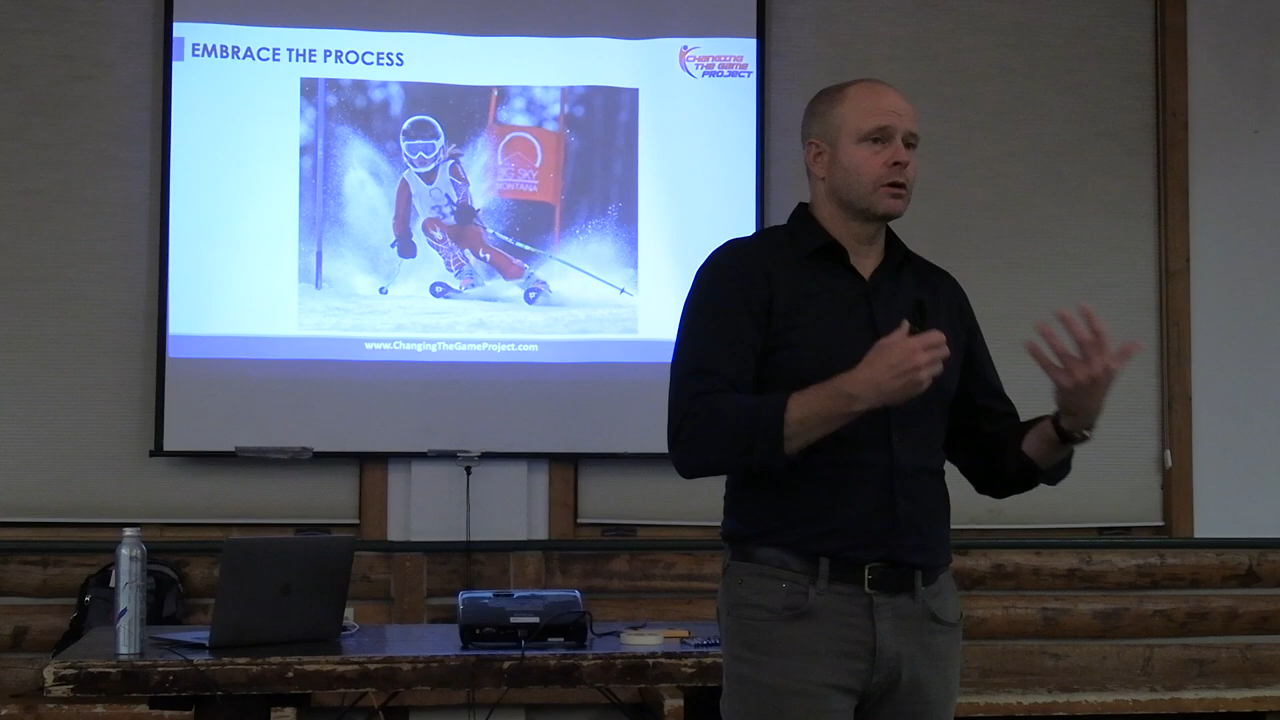 EMBRACE THE PROCESS
CHANGING
THE GAME
PROJECT
BIG SKY
MONTANA
www.ChangingTheGameProject.com